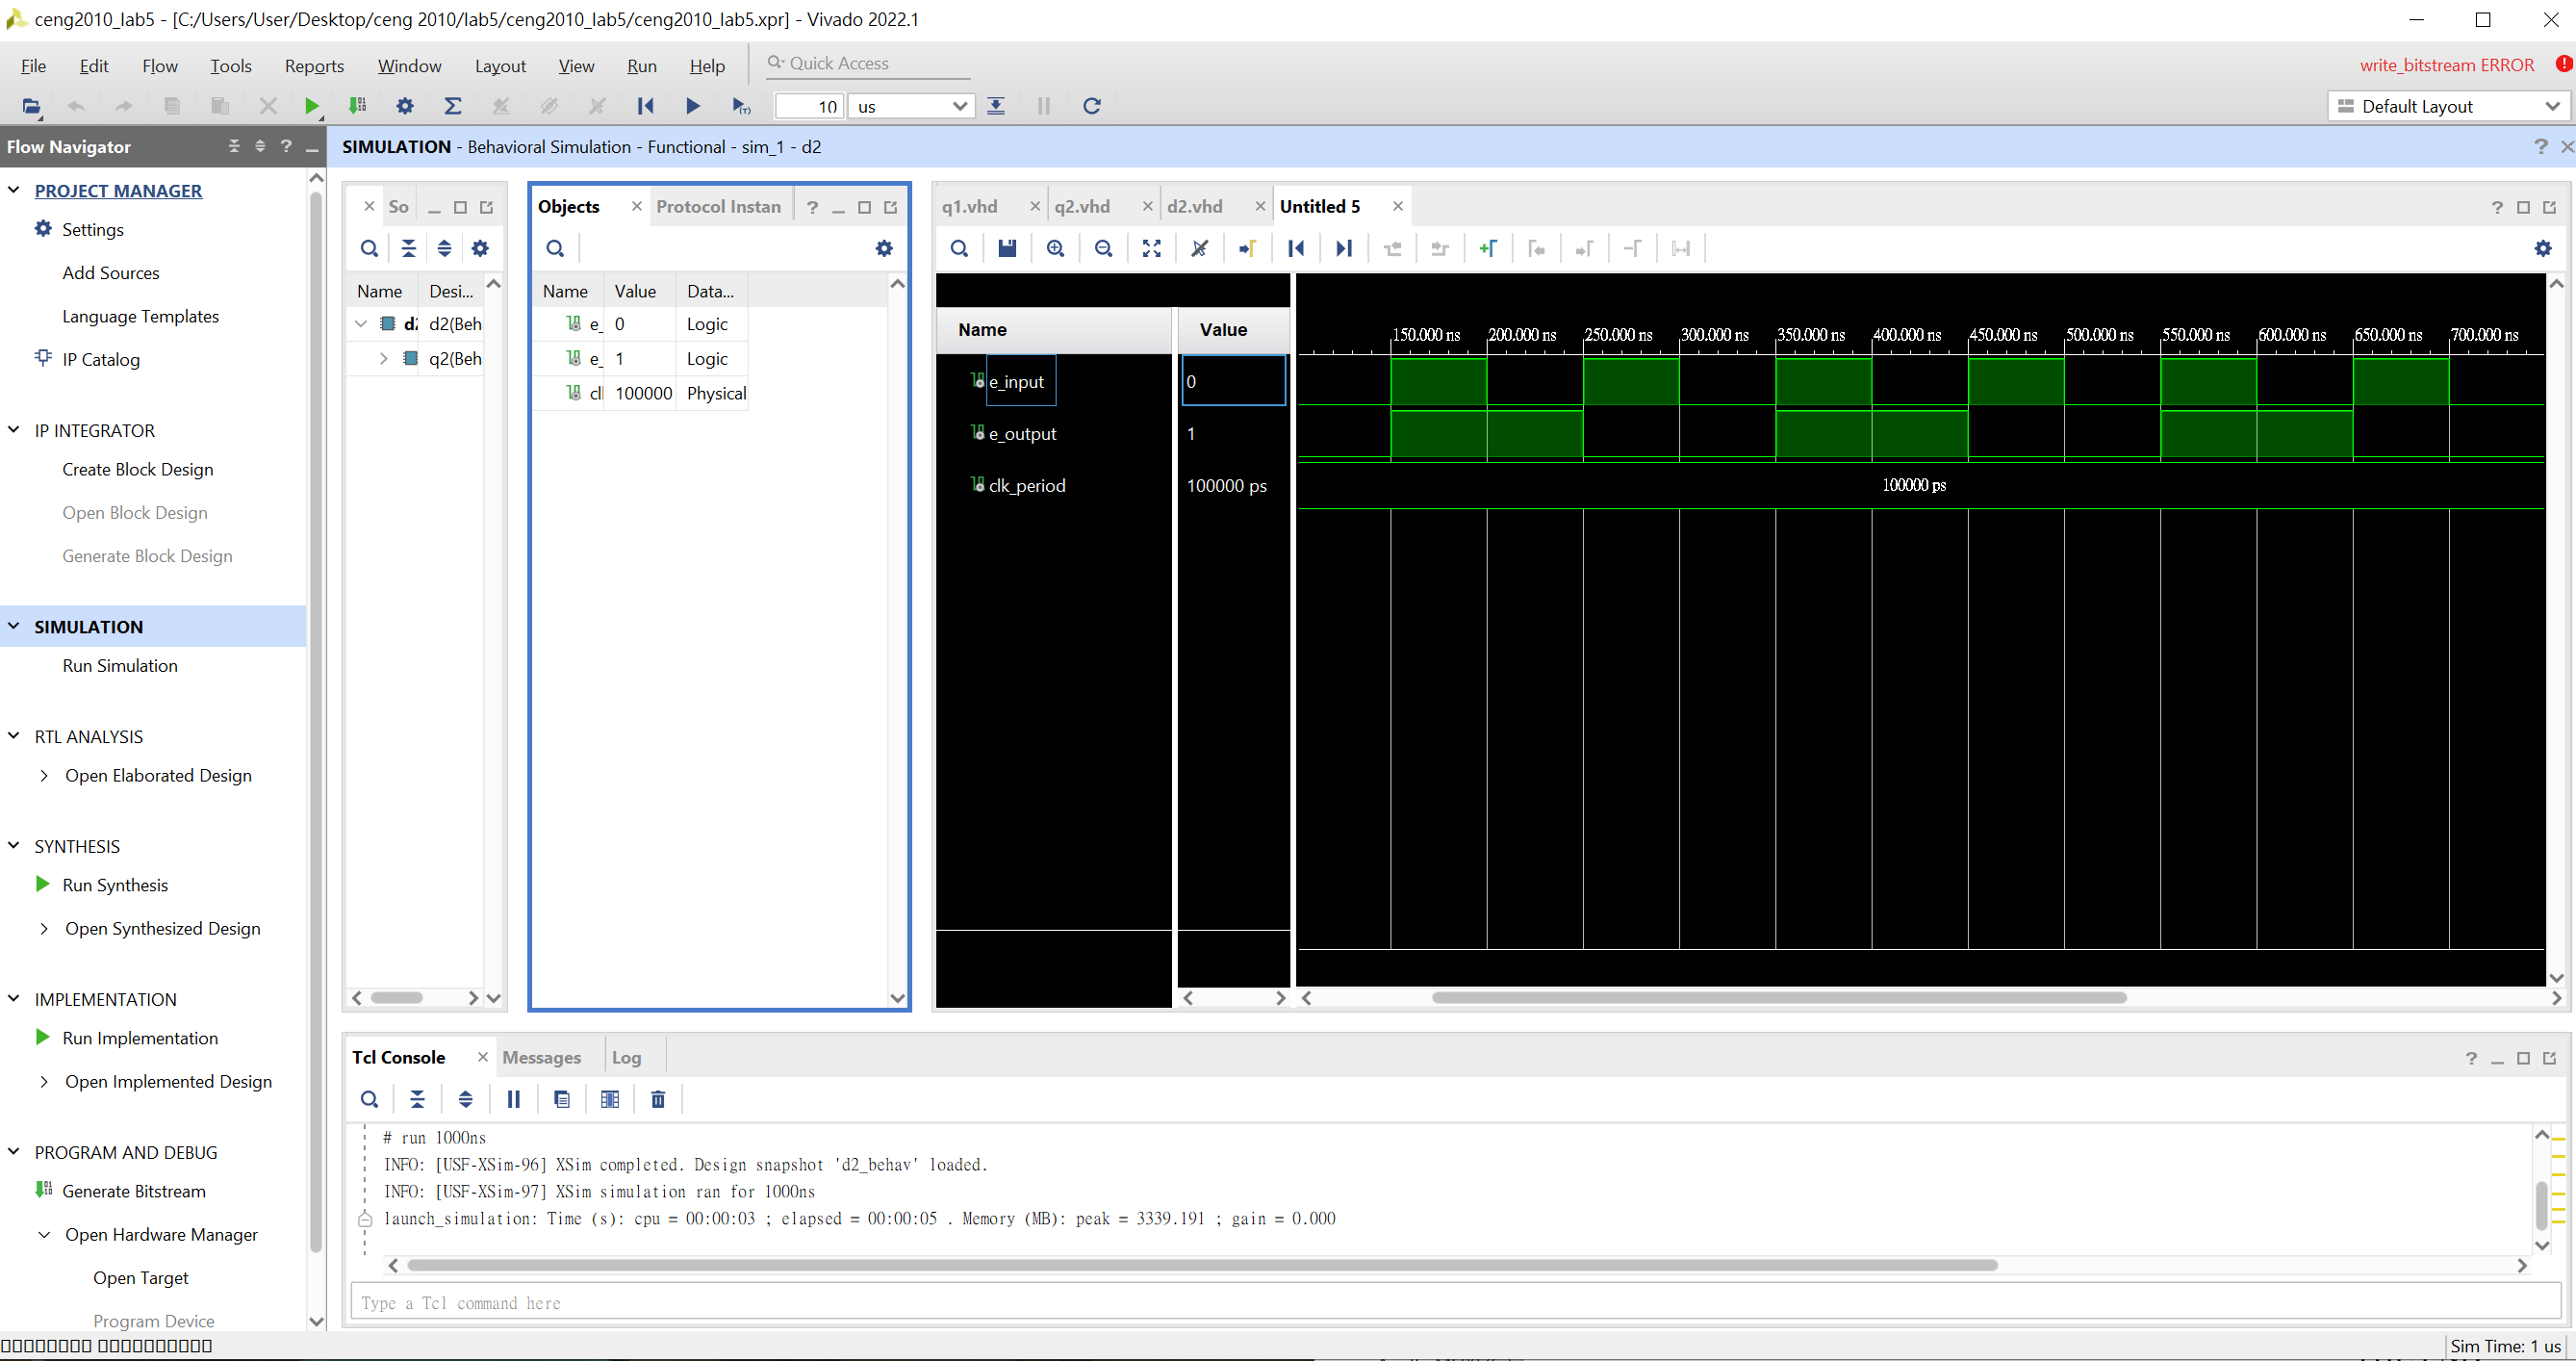 ceng2010_lab5 - [C:/Users/User/Desktop/ceng 2010/lab5/ceng2010_lab5/ceng2010_lab5.xpr] - Vivado 2022.1
File Edit Flow Tools Reports Window Layout View Run Help Quick Access
write_bitstream ERROR
10 us
Default Layout
Flow Navigator
SIMULATION - Behavioral Simulation - Functional - sim_1 - d2
PROJECT MANAGER
Settings
Add Sources
Language Templates
IP Catalog
IP INTEGRATOR
Create Block Design
Open Block Design
Generate Block Design
SIMULATION
Run Simulation
RTL ANALYSIS
Open Elaborated Design
SYNTHESIS
Run Synthesis
Open Synthesized Design
IMPLEMENTATION
Run Implementation
Open Implemented Design
PROGRAM AND DEBUG
Generate Bitstream
Open Hardware Manager
Open Target
Program Device
So
Name Desi...
d2(Beh
q2(Beh
Objects Protocol Instan
Name Value Data...
e_ 0 Logic
e_ 1 Logic
cl 100000 Physical
q1.vhd q2.vhd d2.vhd Untitled 5
Name Value
e_input 0
e_output 1
clk_period 100000 ps
150.000 ns 200.000 ns 250.000 ns 300.000 ns 350.000 ns 400.000 ns 450.000 ns 500.000 ns 550.000 ns 600.000 ns 650.000 ns 700.000 ns
100000 ps
Tcl Console Messages Log
# run 1000ns
INFO: [USF-XSim-96] XSim completed. Design snapshot 'd2_behav' loaded.
INFO: [USF-XSim-97] XSim simulation ran for 1000ns
launch_simulation: Time (s): cpu = 00:00:03 ; elapsed = 00:00:05 . Memory (MB): peak = 3339.191 ; gain = 0.000
Type a Tcl command here
Sim Time: 1 us